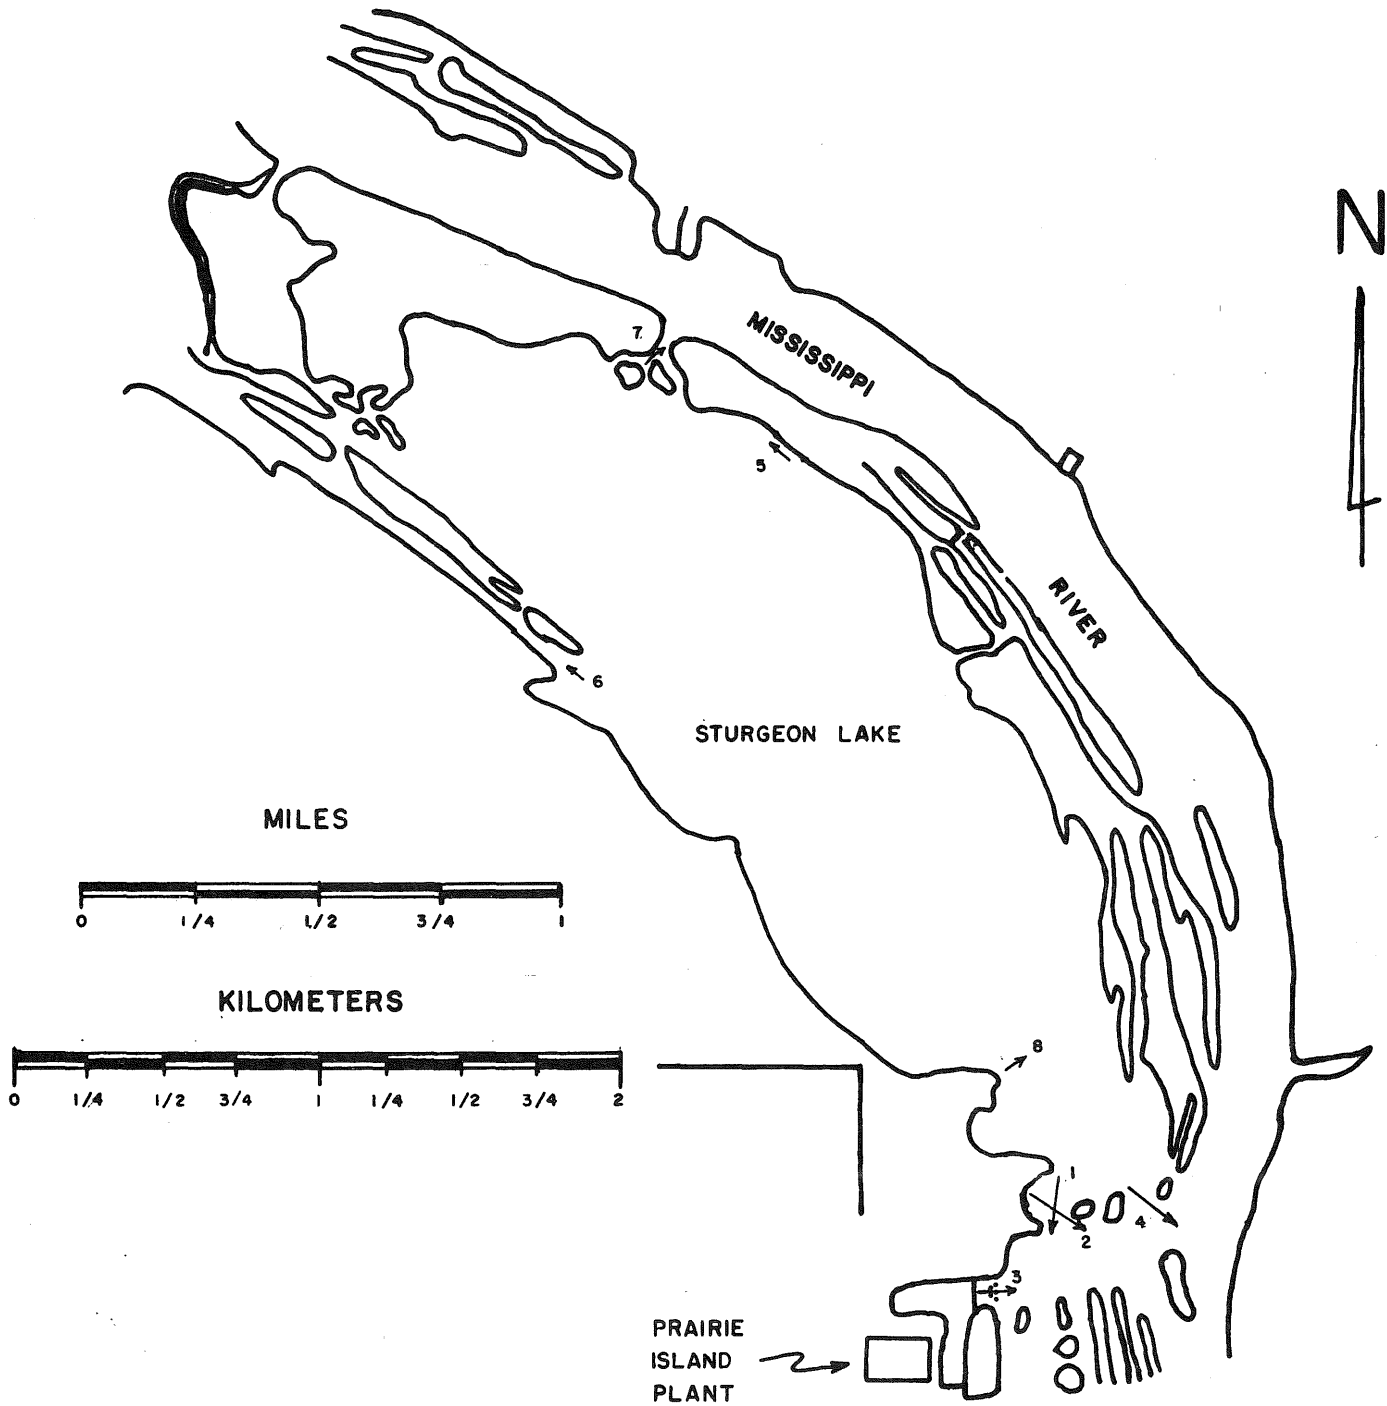 N
MISSISSIPPI
7
5
RIVER
6
STURGEON LAKE
MILES
0 1/4 1/2 3/4 1
KILOMETERS
0 1/4 1/2 3/4 1 1/4 1/2 3/4 2
8
1
2
4
3
PRAIRIE
ISLAND
PLANT